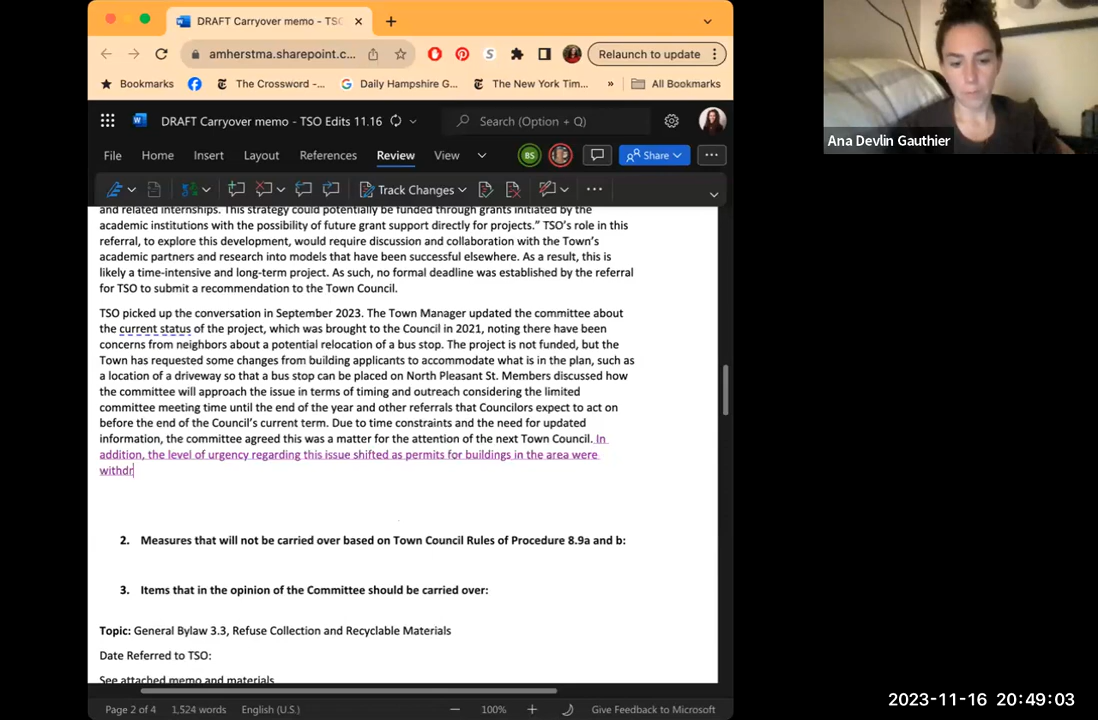 DRAFT Carryover memo - TSO
amherstma.sharepoint.c...
S
Relaunch to update
Bookmarks
The Crossword -...
Daily Hampshire G...
The New York Tim...
»
All Bookmarks
DRAFT Carryover memo - TSO Edits 11.16
Search (Option + Q)
File
Home
Insert
Layout
References
Review
View
BS
Share
Track Changes
and related internships. This strategy could potentially be funded through grants initiated by the
academic institutions with the possibility of future grant support directly for projects." TSO's role in this
referral, to explore this development, would require discussion and collaboration with the Town's
academic partners and research into models that have been successful elsewhere. As a result, this is
likely a time-intensive and long-term project. As such, no formal deadline was established by the referral
for TSO to submit a recommendation to the Town Council.
TSO picked up the conversation in September 2023. The Town Manager updated the committee about
the current status of the project, which was brought to the Council in 2021, noting there have been
concerns from neighbors about a potential relocation of a bus stop. The project is not funded, but the
Town has requested some changes from building applicants to accommodate what is in the plan, such as
a location of a driveway so that a bus stop can be placed on North Pleasant St. Members discussed how
the committee will approach the issue in terms of timing and outreach considering the limited
committee meeting time until the end of the year and other referrals that Councilors expect to act on
before the end of the Council's current term. Due to time constraints and the need for updated
information, the committee agreed this was a matter for the attention of the next Town Council. In
addition, the level of urgency regarding this issue shifted as permits for buildings in the area were
withdr
2. Measures that will not be carried over based on Town Council Rules of Procedure 8.9a and b:
3. Items that in the opinion of the Committee should be carried over:
Topic: General Bylaw 3.3, Refuse Collection and Recyclable Materials
Date Referred to TSO:
See attached memo and materials
Page 2 of 4
1,524 words
English (U.S.)
100%
Give Feedback to Microsoft
Ana Devlin Gauthier
2023-11-16 20:49:03